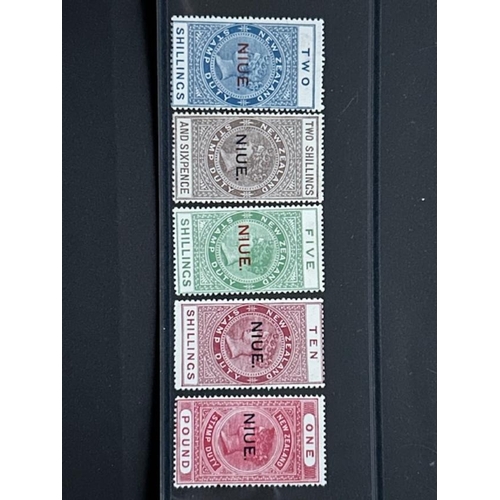 TWO
NEW ZEALAND
NIUE.
STAMP DUTY
SHILLINGS
TWO SHILLINGS
NEW ZEALAND
NIUE.
STAMP DUTY
AND SIXPENCE
FIVE
NEW ZEALAND
NIUE.
STAMP DUTY
SHILLINGS
TEN
NEW ZEALAND
NIUE.
STAMP DUTY
SHILLINGS
ONE
NEW ZEALAND
NIUE.
STAMP DUTY
POUND